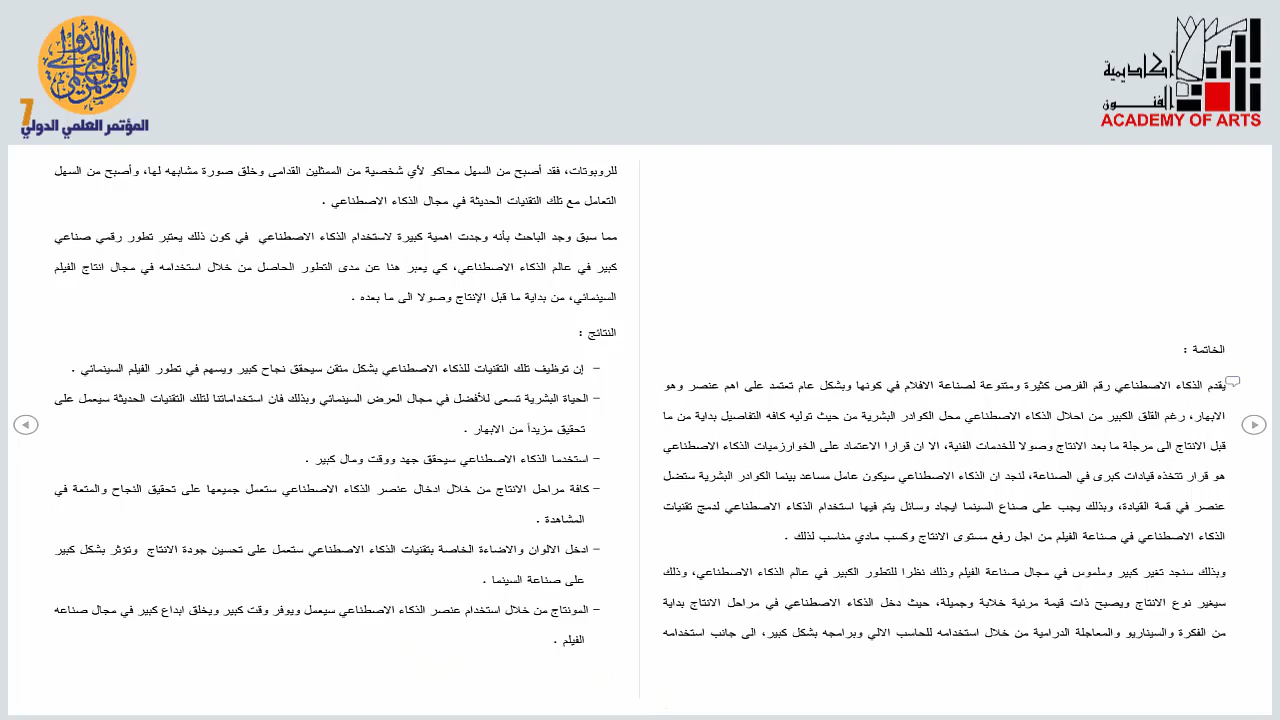 المؤتمر العلمي الدولي
7
المؤتمر العلمي الدولي
أكاديمية
الفنون
ACADEMY OF ARTS
الخاتمة :
يقدم الذكاء الاصطناعي رقم الفرص كثيرة ومتنوعة لصناعة الافلام في كونها وبشكل عام تعتمد على اهم عنصر وهو
الابهار، رغم القلق الكبير من احلال الذكاء الاصطناعي محل الكوادر البشرية من حيث توليه كافه التفاصيل بداية من ما
قبل الانتاج الى مرحلة ما بعد الانتاج وصولا للخدمات الفنية، الا ان قرارا الاعتماد على الخوارزميات الذكاء الاصطناعي
هو قرار تتخذه قيادات كبرى في الصناعة، لنجد ان الذكاء الاصطناعي سيكون عامل مساعد بينما الكوادر البشرية ستضل
عنصر في قمة القيادة، وبذلك يجب على صناع السينما ايجاد وسائل يتم فيها استخدام الذكاء الاصطناعي لدمج تقنيات
الذكاء الاصطناعي في صناعة الفيلم من اجل رفع مستوى الانتاج وكسب مادي مناسب لذلك .
وبذلك سنجد تغير كبير وملموس في مجال صناعة الفيلم وذلك نظرا للتطور الكبير في عالم الذكاء الاصطناعي، وذلك
سيغير نوع الانتاج ويصبح ذات قيمة مرئية خلابة وجميلة، حيث دخل الذكاء الاصطناعي في مراحل الانتاج بداية
من الفكرة والسيناريو والمعاجلة الدرامية من خلال استخدامه للحاسب الالي وبرامجه بشكل كبير، الى جانب استخدامه
للروبوتات، فقد أصبح من السهل محاكو لأي شخصية من الممثلين القدامى وخلق صورة مشابهه لها، وأصبح من السهل
التعامل مع تلك التقنيات الحديثة في مجال الذكاء الاصطناعي .
مما سبق وجد الباحث بأنه وجدت اهمية كبيرة لاستخدام الذكاء الاصطناعي في كون ذلك يعتبر تطور رقمي صناعي
كبير في عالم الذكاء الاصطناعي، كي يعبر هنا عن مدى التطور الحاصل من خلال استخدامه في مجال انتاج الفيلم
السينمائي، من بداية ما قبل الإنتاج وصولا الى ما بعده .
النتائج :
– إن توظيف تلك التقنيات للذكاء الاصطناعي بشكل متقن سيحقق نجاح كبير ويسهم في تطور الفيلم السينمائي .
– الحياة البشرية تسعى للأفضل في مجال العرض السينمائي وبذلك فان استخداماتنا لتلك التقنيات الحديثة سيعمل على
تحقيق مزيداً من الابهار .
– استخدما الذكاء الاصطناعي سيحقق جهد ووقت ومال كبير .
– كافة مراحل الانتاج من خلال ادخال عنصر الذكاء الاصطناعي ستعمل جميعها على تحقيق النجاح والمتعة في
المشاهدة .
– ادخل الالوان والاضاءة الخاصة بتقنيات الذكاء الاصطناعي ستعمل على تحسين جودة الانتاج وتؤثر بشكل كبير
على صناعة السينما .
– المونتاج من خلال استخدام عنصر الذكاء الاصطناعي سيعمل ويوفر وقت كبير ويخلق ابداع كبير في مجال صناعه
الفيلم .